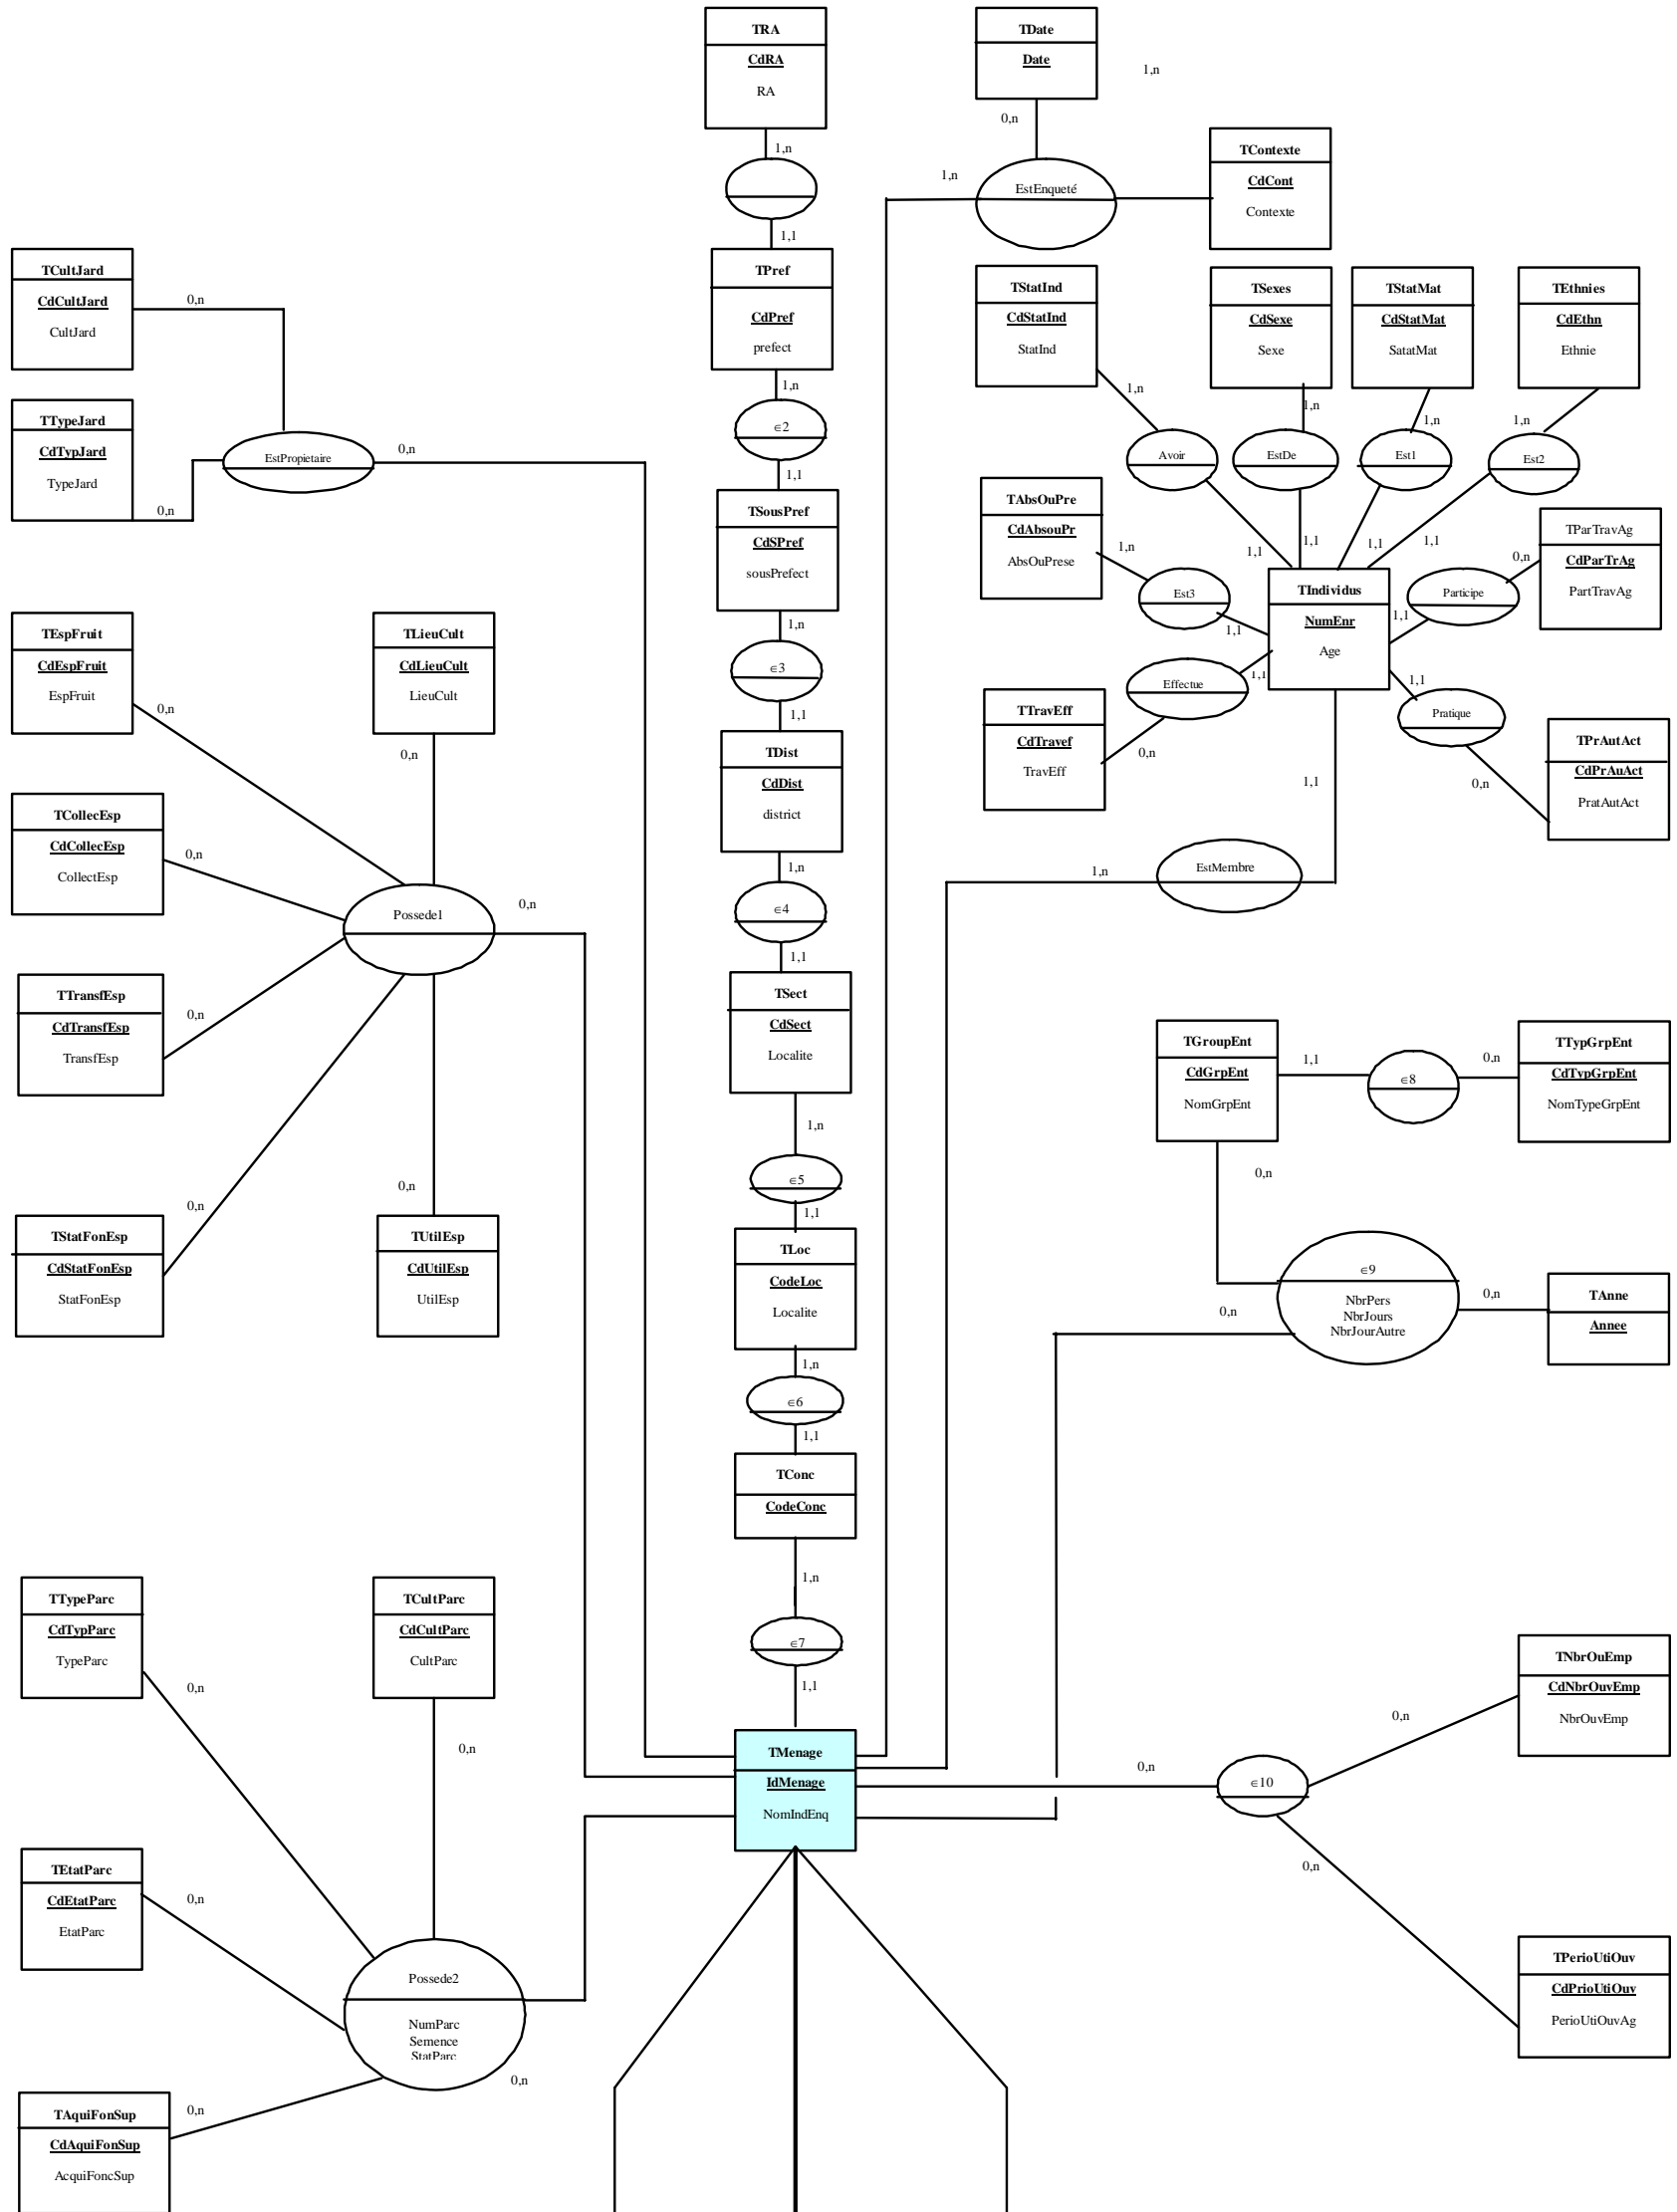 TRA
CdRA
RA
1,n
1,1
TDate
Date
1,n
0,n
TContexte
CdCont
Contexte
1,n
EstEnqueté
TCultJard
CdCultJard
CultJard
0,n
TTypeJard
CdTypJard
TypeJard
0,n
EstPropietaire
0,n
TPref
CdPref
prefect
1,n
∈2
1,1
TStatInd
CdStatInd
StatInd
1,n
TSexes
CdSexe
Sexe
1,n
TStatMat
CdStatMat
SatatMat
1,n
TEthnies
CdEthn
Ethnie
1,n
Avoir
EstDe
Est1
Est2
1,1
1,1
1,1
1,1
TSousPref
CdSPref
sousPrefect
1,n
∈3
1,1
TAbsOuPre
CdAbsouPr
AbsOuPrese
1,n
Est3
1,1
TIndividus
NumEnr
Age
TParTravAg
CdParTrAg
PartTravAg
0,n
Participe
1,1
Effectue
1,1
0,n
TTravEff
CdTravef
TravEff
1,1
Pratique
0,n
TPrAutAct
CdPrAuAct
PratAutAct
1,1
EstMembre
1,n
TEspFruit
CdEspFruit
EspFruit
0,n
TLieuCult
CdLieuCult
LieuCult
0,n
TDist
CdDist
district
1,n
∈4
1,1
TCollecEsp
CdCollecEsp
CollectEsp
0,n
Possede1
0,n
TTransfEsp
CdTransfEsp
TransfEsp
0,n
TStatFonEsp
CdStatFonEsp
StatFonEsp
0,n
TUtilEsp
CdUtilEsp
UtilEsp
0,n
TSect
CdSect
Localite
1,n
∈5
1,1
TGroupEnt
CdGrpEnt
NomGrpEnt
1,1
∈8
0,n
TTypGrpEnt
CdTypGrpEnt
NomTypeGrpEnt
0,n
∈9
NbrPers
NbrJours
NbrJourAutre
0,n
0,n
TAnne
Annee
TLoc
CodeLoc
Localite
1,n
∈6
1,1
TConc
CodeConc
1,n
∈7
1,1
TTypeParc
CdTypParc
TypeParc
0,n
TCultParc
CdCultParc
CultParc
0,n
TMenage
IdMenage
NomIndEnq
0,n
∈10
0,n
TNbrOuEmp
CdNbrOuvEmp
NbrOuvEmp
0,n
TPerioUtiOuv
CdPrioUtiOuv
PerioUtiOuvAg
TEtatParc
CdEtatParc
EtatParc
0,n
Possede2
NumParc
Semence
StatParc
0,n
TAquiFonSup
CdAquiFonSup
AcquiFoncSup
0,n